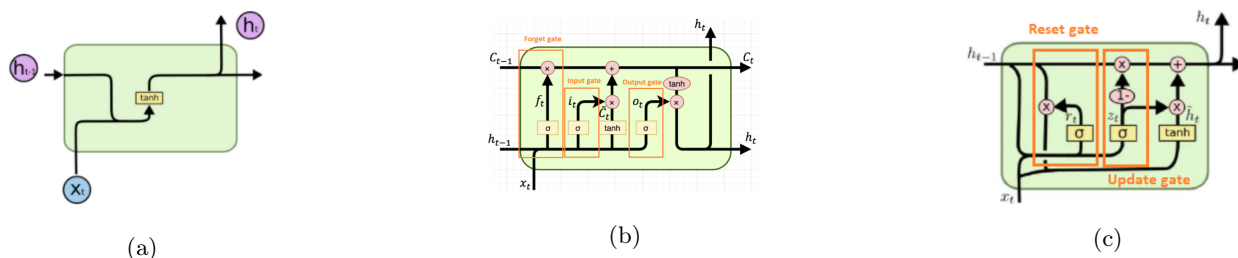 h_t
h_{t-1}
tanh
X_t
(a)
Forget gate
h_t
C_{t-1}
C_t
×
+
tanh
Input gate
Output gate
f_t
i_t
×
C̃_t
o_t
×
σ
σ
tanh
σ
h_{t-1}
h_t
x_t
(b)
h_t
Reset gate
h_{t-1}
×
+
1-
×
r_t
z_t
×
h̃_t
σ
σ
tanh
Update gate
x_t
(c)